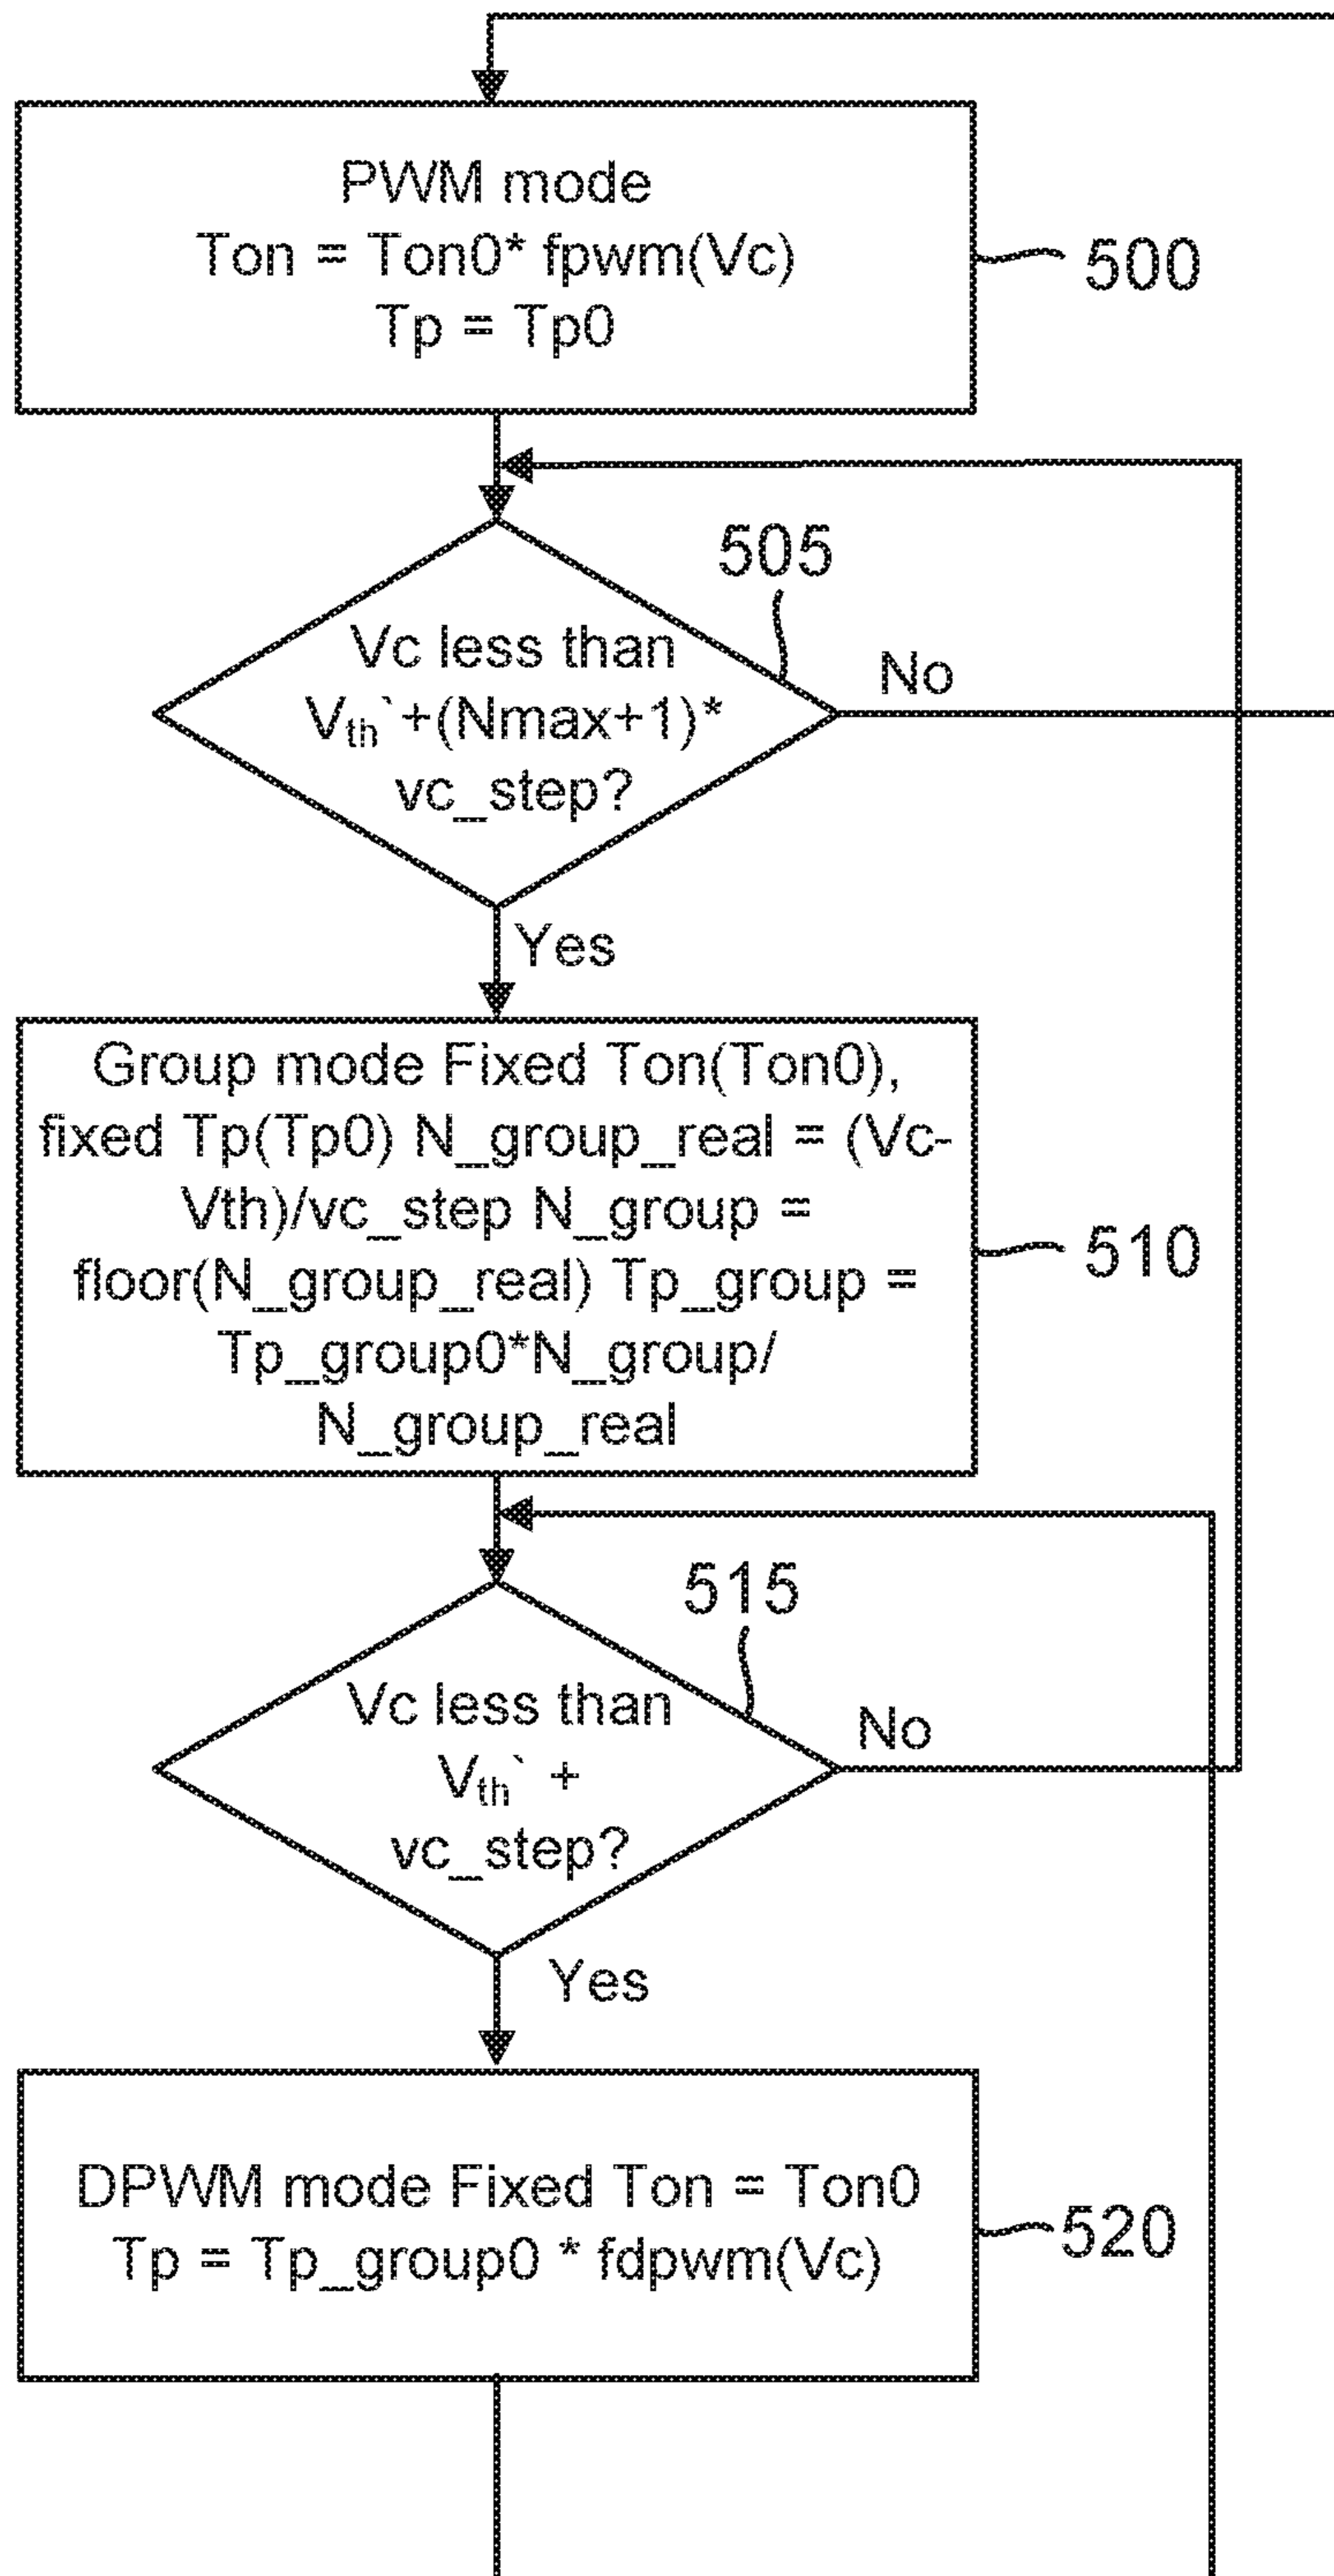 PWM mode
Ton = Ton0* fpwm(Vc)
Tp = Tp0
500
505
Vc less than
Vth`+(Nmax+1)*
vc_step?
No
Yes
Group mode Fixed Ton(Ton0),
fixed Tp(Tp0) N_group_real = (Vc-
Vth)/vc_step N_group =
floor(N_group_real) Tp_group =
Tp_group0*N_group/
N_group_real
510
515
Vc less than
Vth` +
vc_step?
No
Yes
DPWM mode Fixed Ton = Ton0
Tp = Tp_group0 * fdpwm(Vc)
520